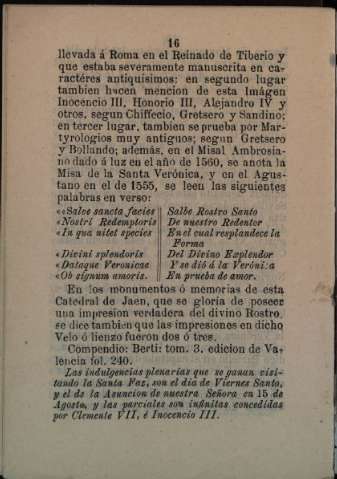 16
llevada á Roma en el Reinado de Tiberio y
que estaba severamente manuscrita en ca-
ractéres antiquísimos: en segundo lugar
tambien hacen mencion de esta Imágen
Inocencio III, Honorio III, Alejandro IV y
otros, segun Chiffecio, Gretsero y Sandino;
en tercer lugar, tambien se prueba por Mar-
tyrologios muy antiguos; segun Gretsero
y Bollando; además, en el Misal Ambrosia-
no dado á luz en el año de 1560, se anota la
Misa de la Santa Verónica, y en el Agus-
tano en el de 1555, se leen las siguientes
palabras en verso:
««Salve sancta facies | Salbe Rostro Santo
«Nostri Redemptoris | De nuestro Redentor
«In qua nitet species | En el cual resplandece la
Forma
«Divini splendoris | Del Divino Explendor
«Dataque Veronicae | Y se dió á la Verónica
«Ob signum amoris. | En prueba de amor.
En los monumentos ó memorias de esta
Catedral de Jaen, que se gloría de poseer
una impresion verdadera del divino Rostro,
se dice tambien que las impresiones en dicho
Velo ó lienzo fueron dos ó tres.
Compendio: Berti: tom. 3. edicion de Va-
lencia fol. 240.
Las indulgencias plenarias que se ganan visi-
tando la Santa Faz, son el dia de Viernes Santo,
y el de la Asuncion de nuestra Señora en 15 de
Agosto, y las parciales son infinitas concedidas
por Clemente VII, é Inocencio III.